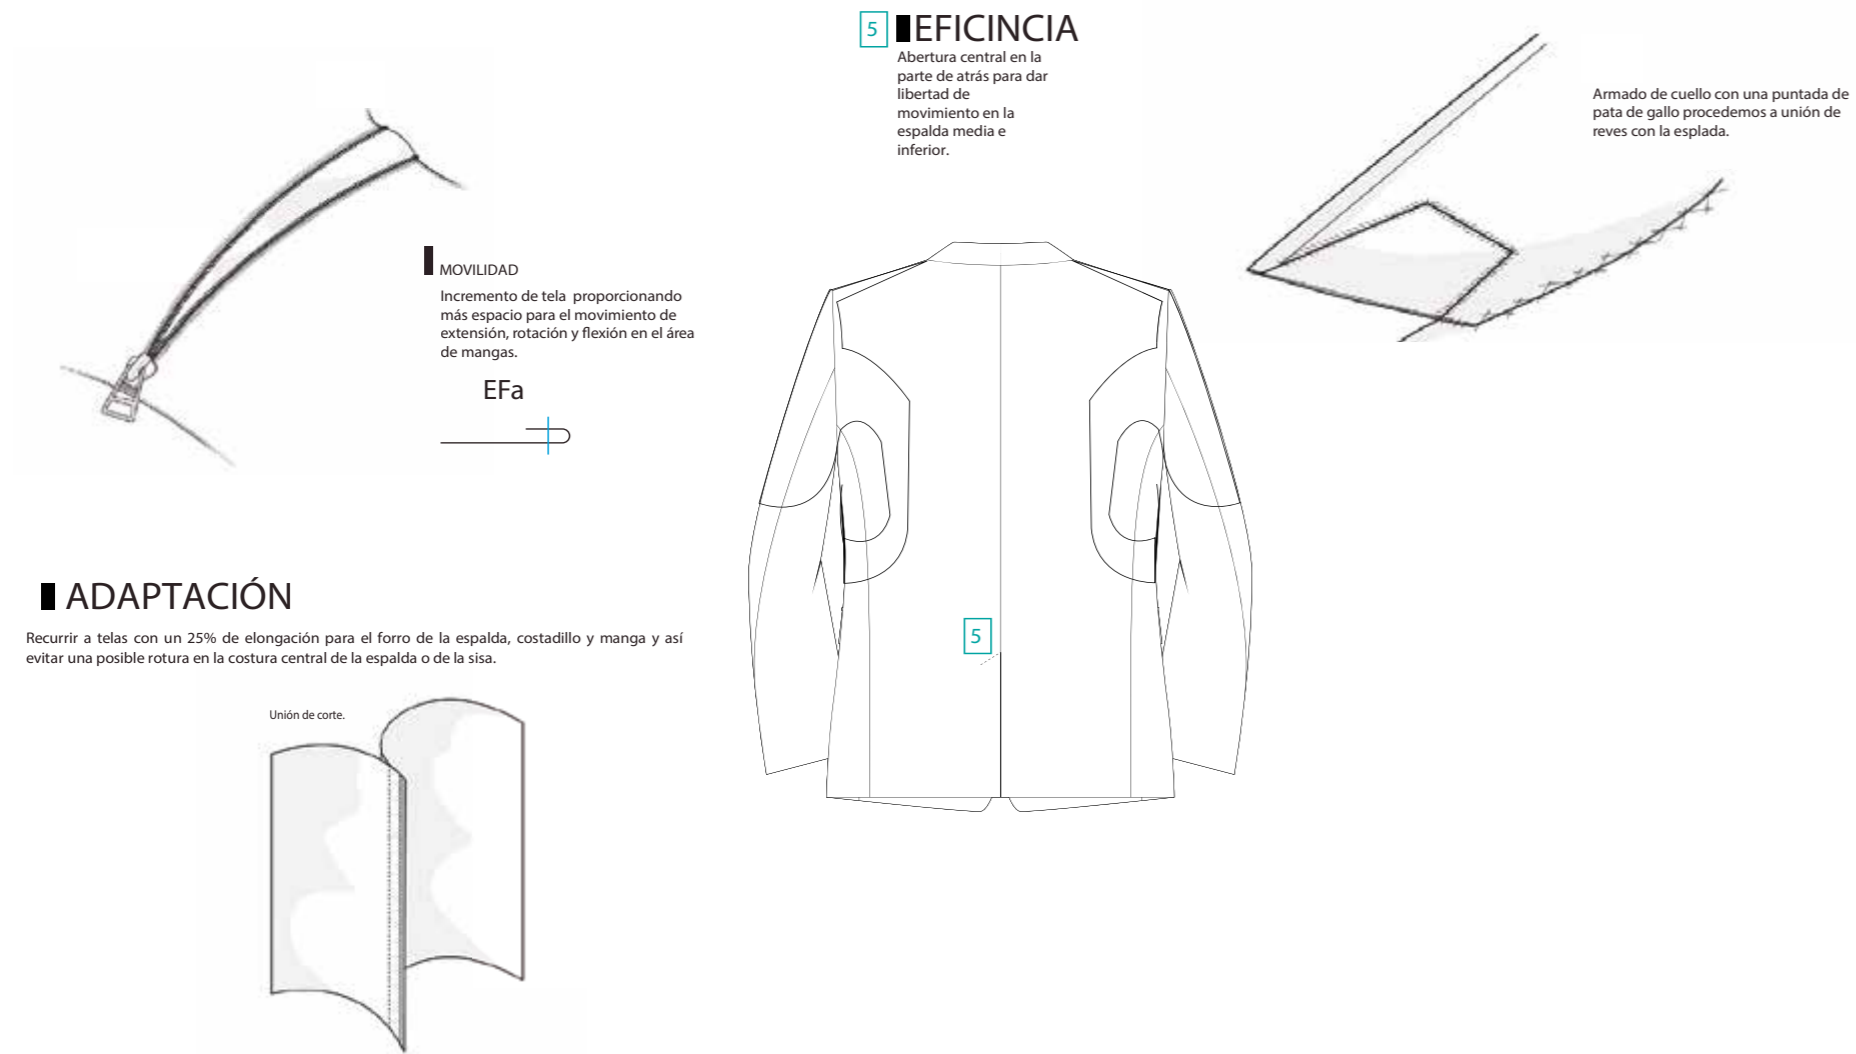 5 EFICINCIA
Abertura central en la
parte de atrás para dar
libertad de
movimiento en la
espalda media e
inferior.
Armado de cuello con una puntada de
pata de gallo procedemos a unión de
reves con la esplada.
MOVILIDAD
Incremento de tela proporcionando
más espacio para el movimiento de
extensión, rotación y flexión en el área
de mangas.
EFa
5
ADAPTACIÓN
Recurrir a telas con un 25% de elongación para el forro de la espalda, costadillo y manga y así
evitar una posible rotura en la costura central de la espalda o de la sisa.
Unión de corte.